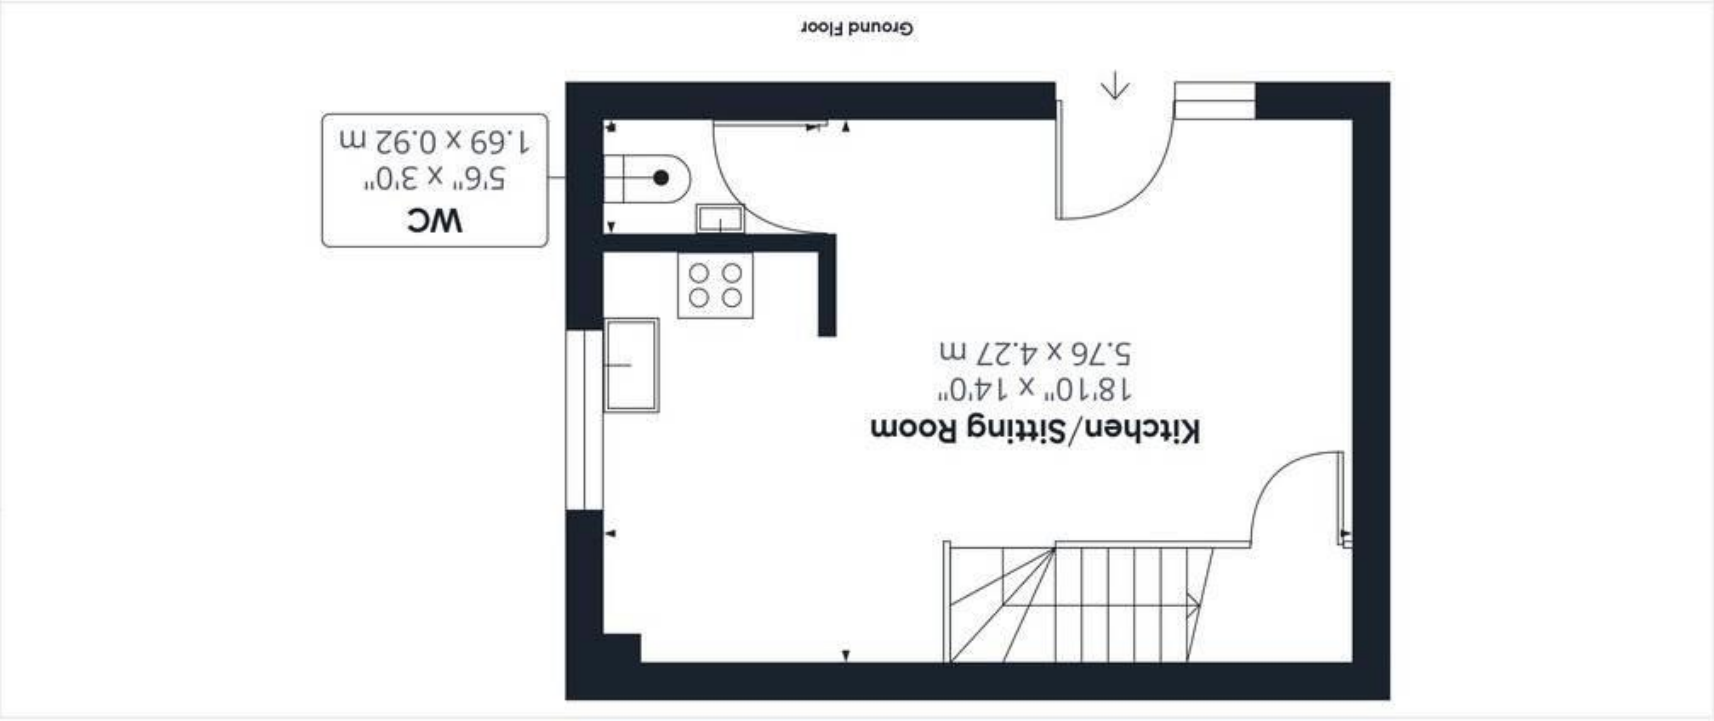 Kitchen/Sitting Room
18'10" x 14'0"
5.76 x 4.27 m
WC
5'6" x 3'0"
1.69 x 0.92 m
Ground Floor